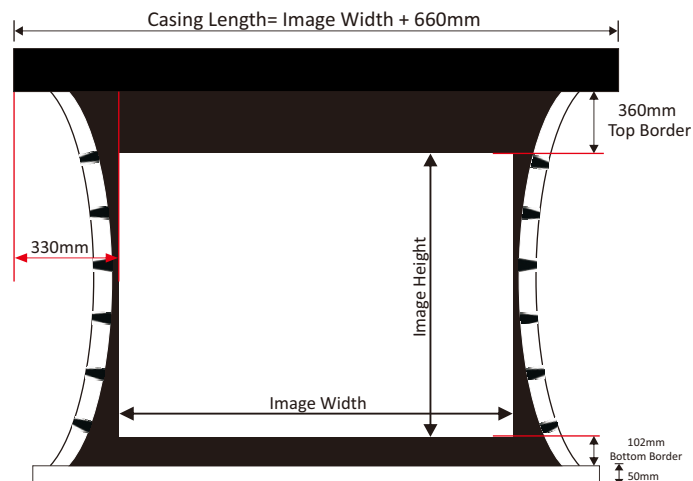 Casing Length= Image Width + 660mm
360mm
Top Border
330mm
Image Height
Image Width
102mm
Bottom Border
50mm